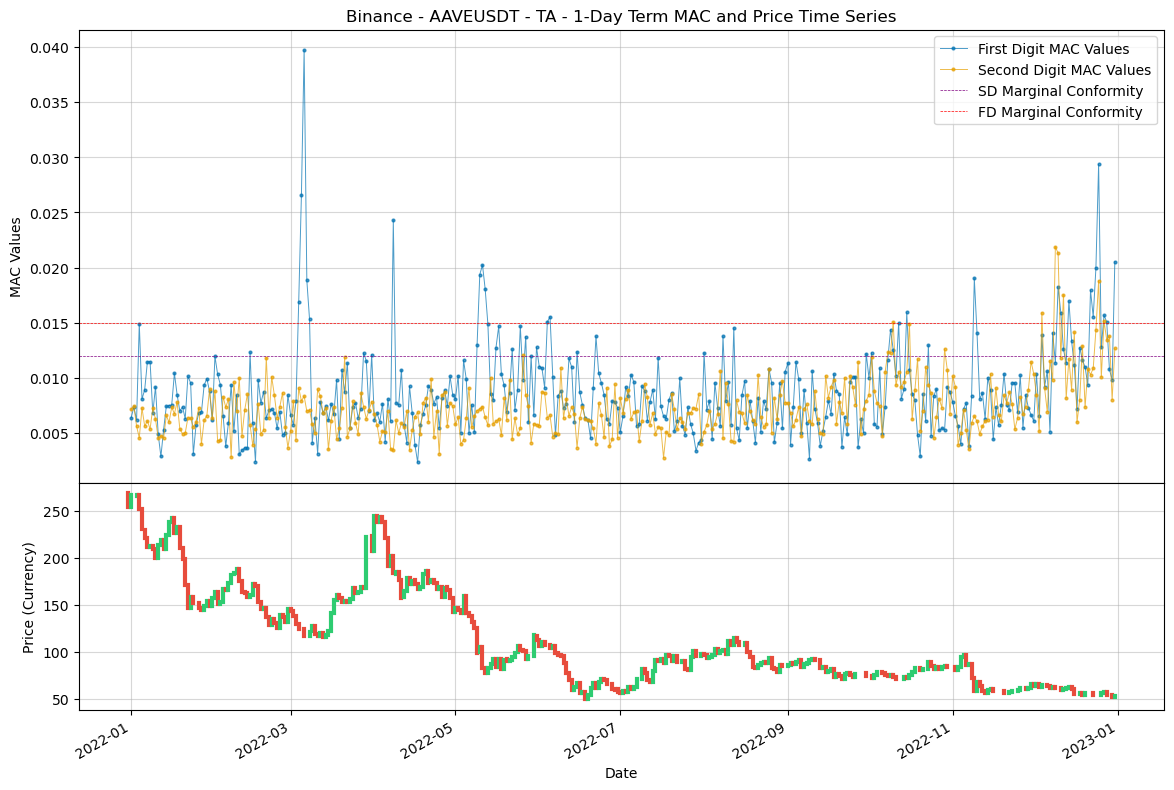 Binance - AAVEUSDT - TA - 1-Day Term MAC and Price Time Series
First Digit MAC Values
Second Digit MAC Values
SD Marginal Conformity
FD Marginal Conformity
MAC Values
0.040
0.035
0.030
0.025
0.020
0.015
0.010
0.005
Price (Currency)
250
200
150
100
50
2022-01
2022-03
2022-05
2022-07
2022-09
2022-11
2023-01
Date